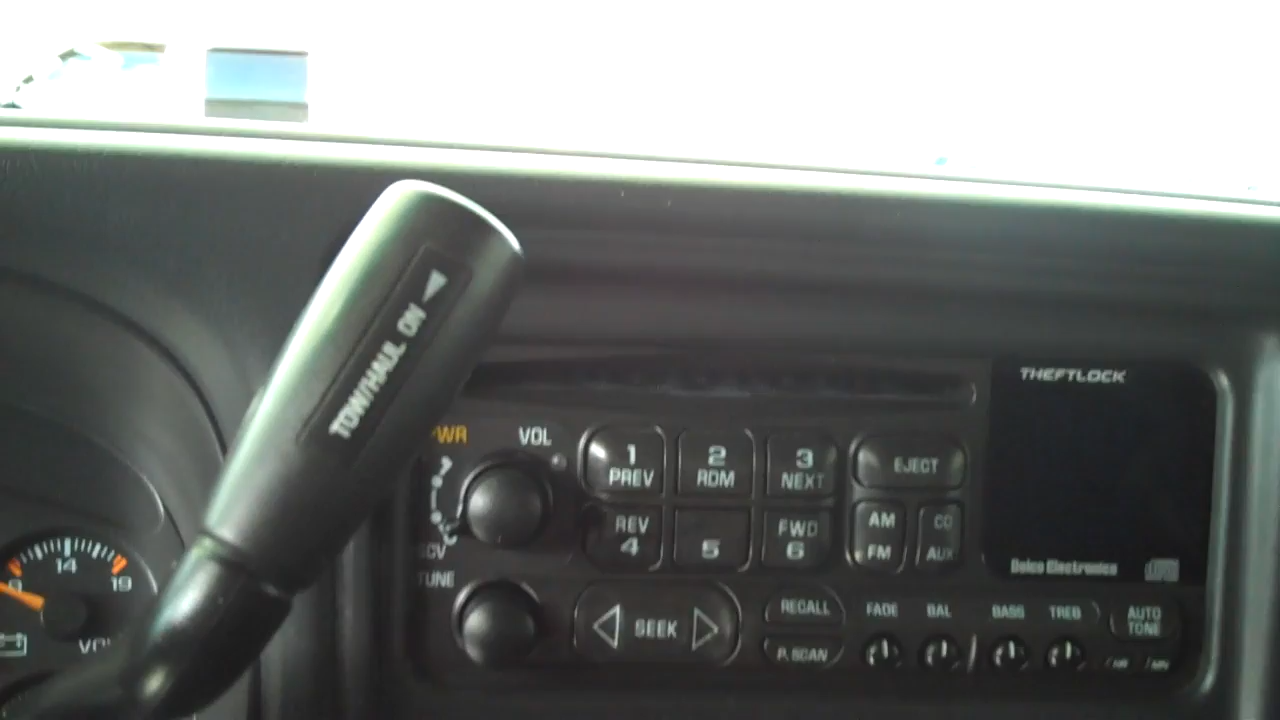 TOW/HAUL ON
THEFTLOCK
PWR
VOL
1
PREV
2
RDM
3
NEXT
EJECT
REV
4
5
FWD
6
AM
FM
CD
AUX
SCV
TUNE
SEEK
RECALL
P.SCAN
FADE
BAL
BASS
TREB
AUTO
TONE
Delco Electronics
14
19